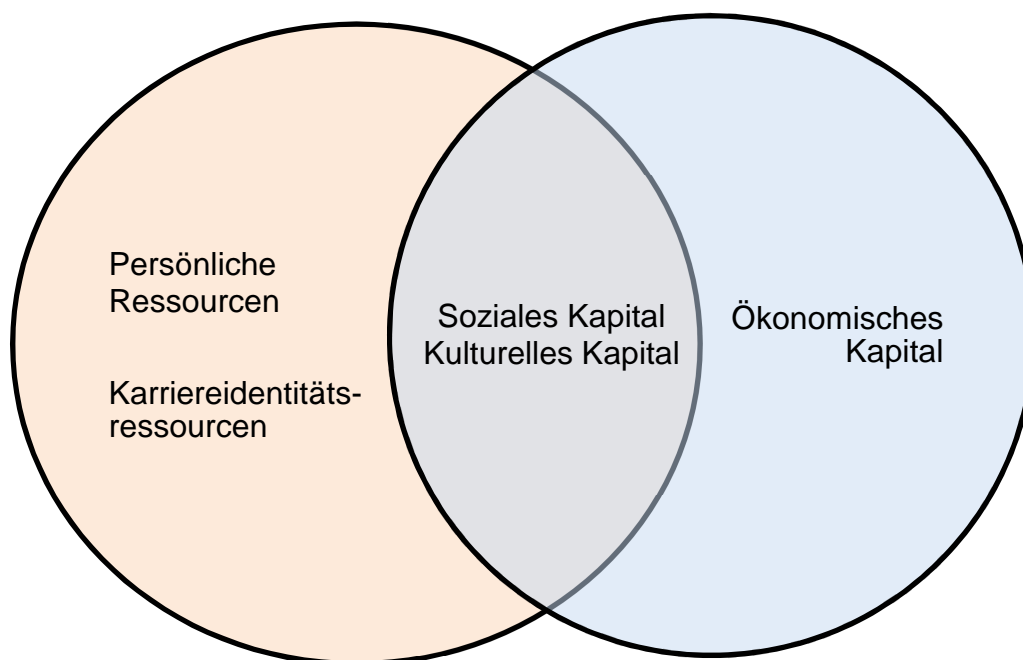 Persönliche
Ressourcen
Karriereidentitäts-
ressourcen
Soziales Kapital
Kulturelles Kapital
Ökonomisches
Kapital